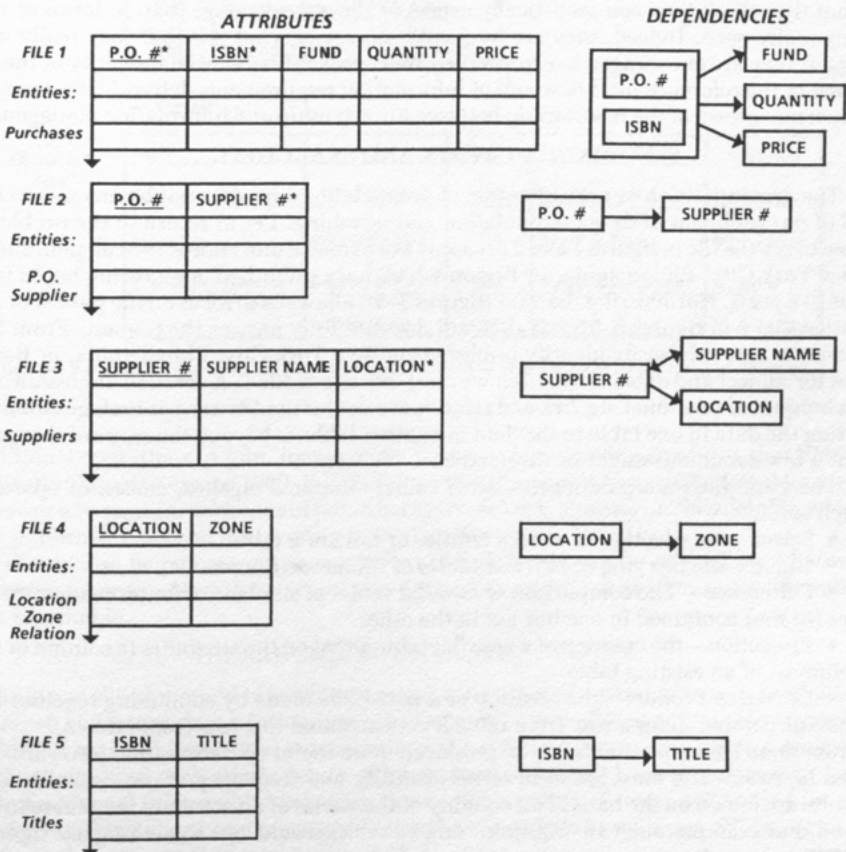 ATTRIBUTES
DEPENDENCIES
FILE 1
P.O. #* ISBN* FUND QUANTITY PRICE
Entities:
Purchases
P.O. #
ISBN
FUND
QUANTITY
PRICE
FILE 2
P.O. # SUPPLIER #*
Entities:
P.O.
Supplier
P.O. #
SUPPLIER #
FILE 3
SUPPLIER # SUPPLIER NAME LOCATION*
Entities:
Suppliers
SUPPLIER #
SUPPLIER NAME
LOCATION
FILE 4
LOCATION ZONE
Entities:
Location
Zone
Relation
LOCATION
ZONE
FILE 5
ISBN TITLE
Entities:
Titles
ISBN
TITLE